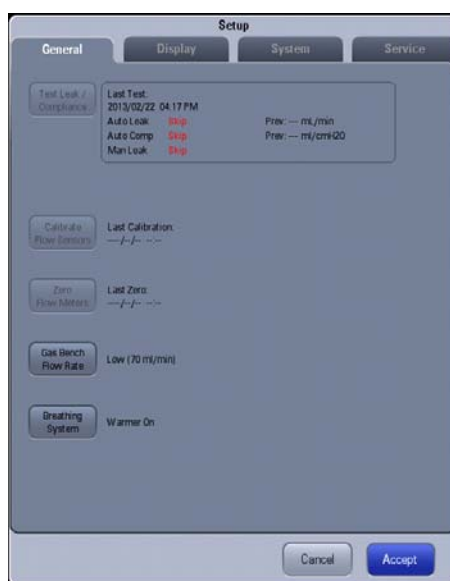 Setup
General Display System Service
Test Leak / Compliance
Last Test:
2013/02/22 04:17 PM
Auto Leak Skip Prev: --- mL/min
Auto Comp Skip Prev: --- ml/cmH20
Man Leak Skip
Calibrate Flow Sensors
Last Calibration:
----/--/-- --:--
Zero Flow Meters
Last Zero:
----/--/-- --:--
Gas Bench Flow Rate
Low (70 ml/min)
Breathing System
Warmer On
Cancel Accept